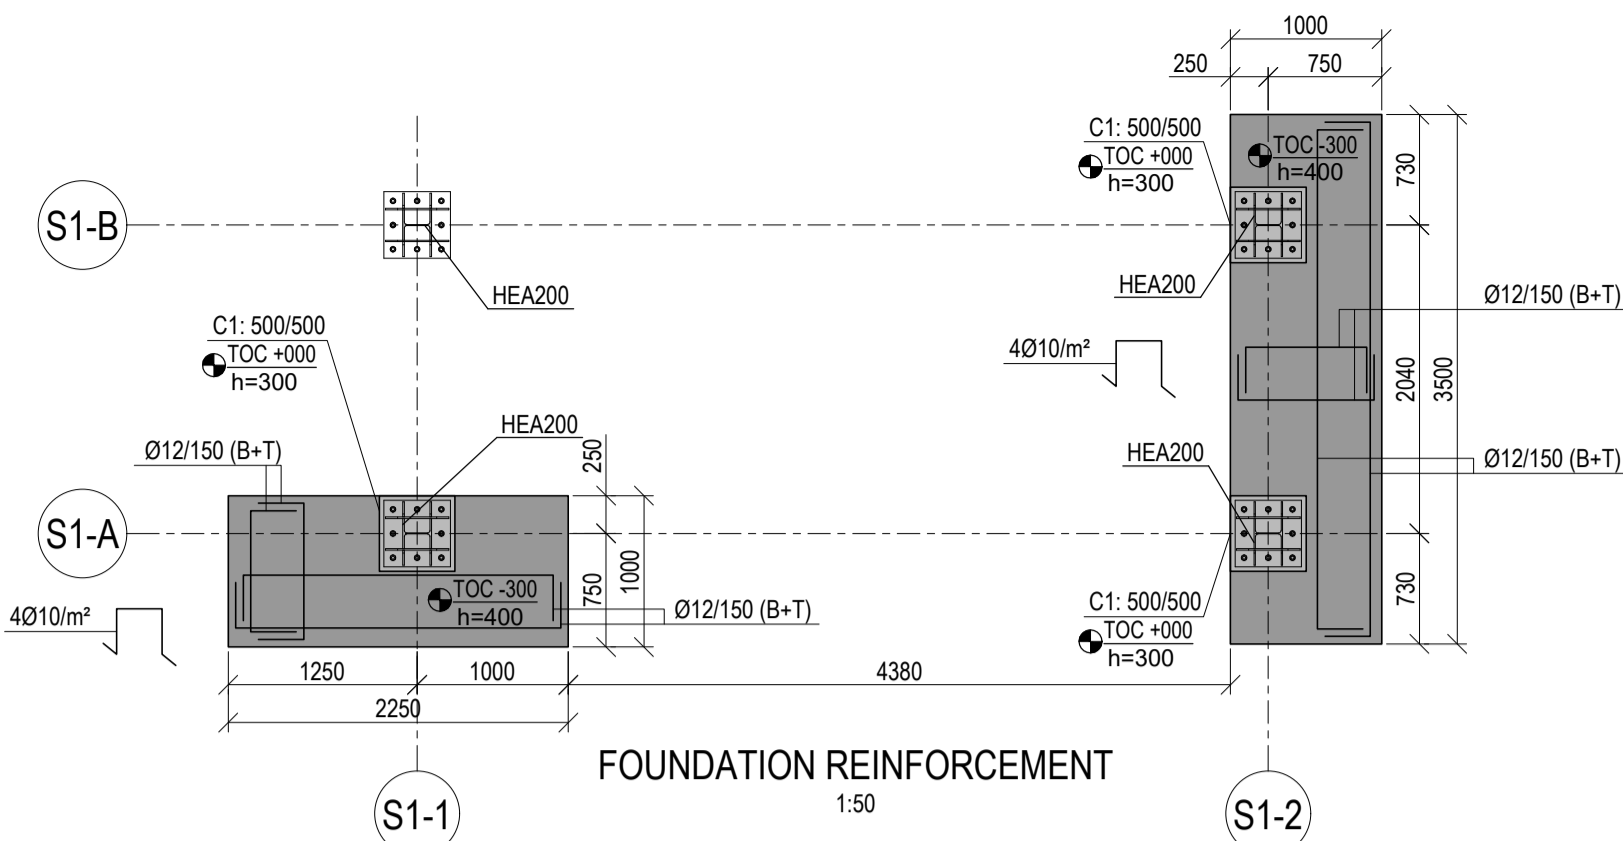 1000
250
750
C1: 500/500
TOC +000
h=300
TOC -300
h=400
730
S1-B
HEA200
HEA200
Ø12/150 (B+T)
C1: 500/500
TOC +000
h=300
4Ø10/m²
2040
3500
HEA200
250
HEA200
Ø12/150 (B+T)
Ø12/150 (B+T)
S1-A
750
1000
TOC -300
h=400
730
4Ø10/m²
Ø12/150 (B+T)
C1: 500/500
TOC +000
h=300
1250
1000
4380
2250
FOUNDATION REINFORCEMENT
1:50
S1-1
S1-2